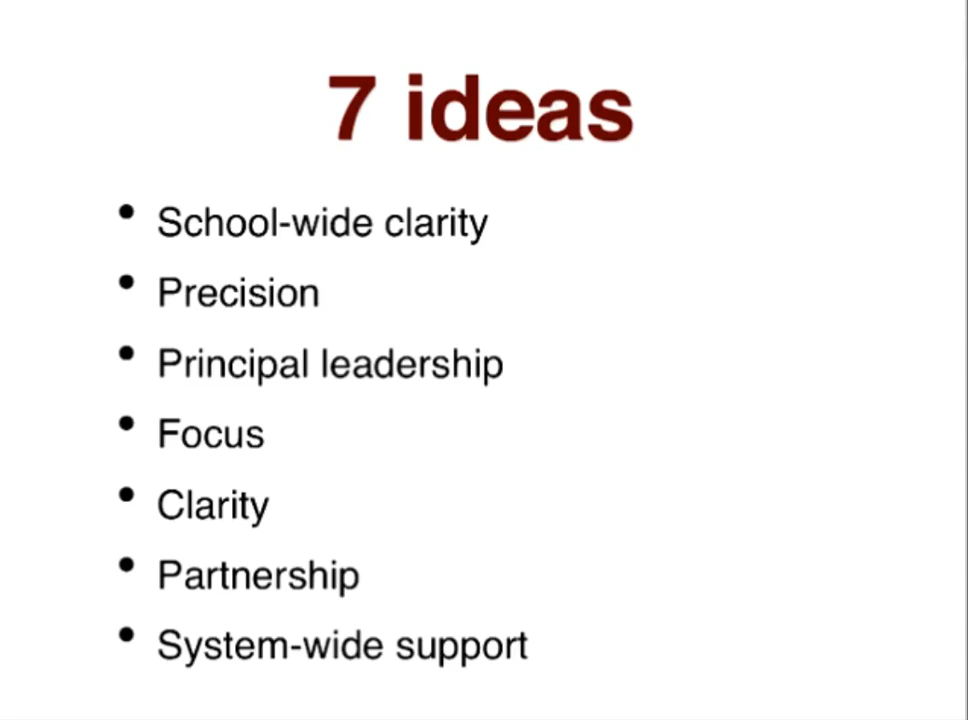 7 ideas
• School-wide clarity
• Precision
• Principal leadership
• Focus
• Clarity
• Partnership
• System-wide support